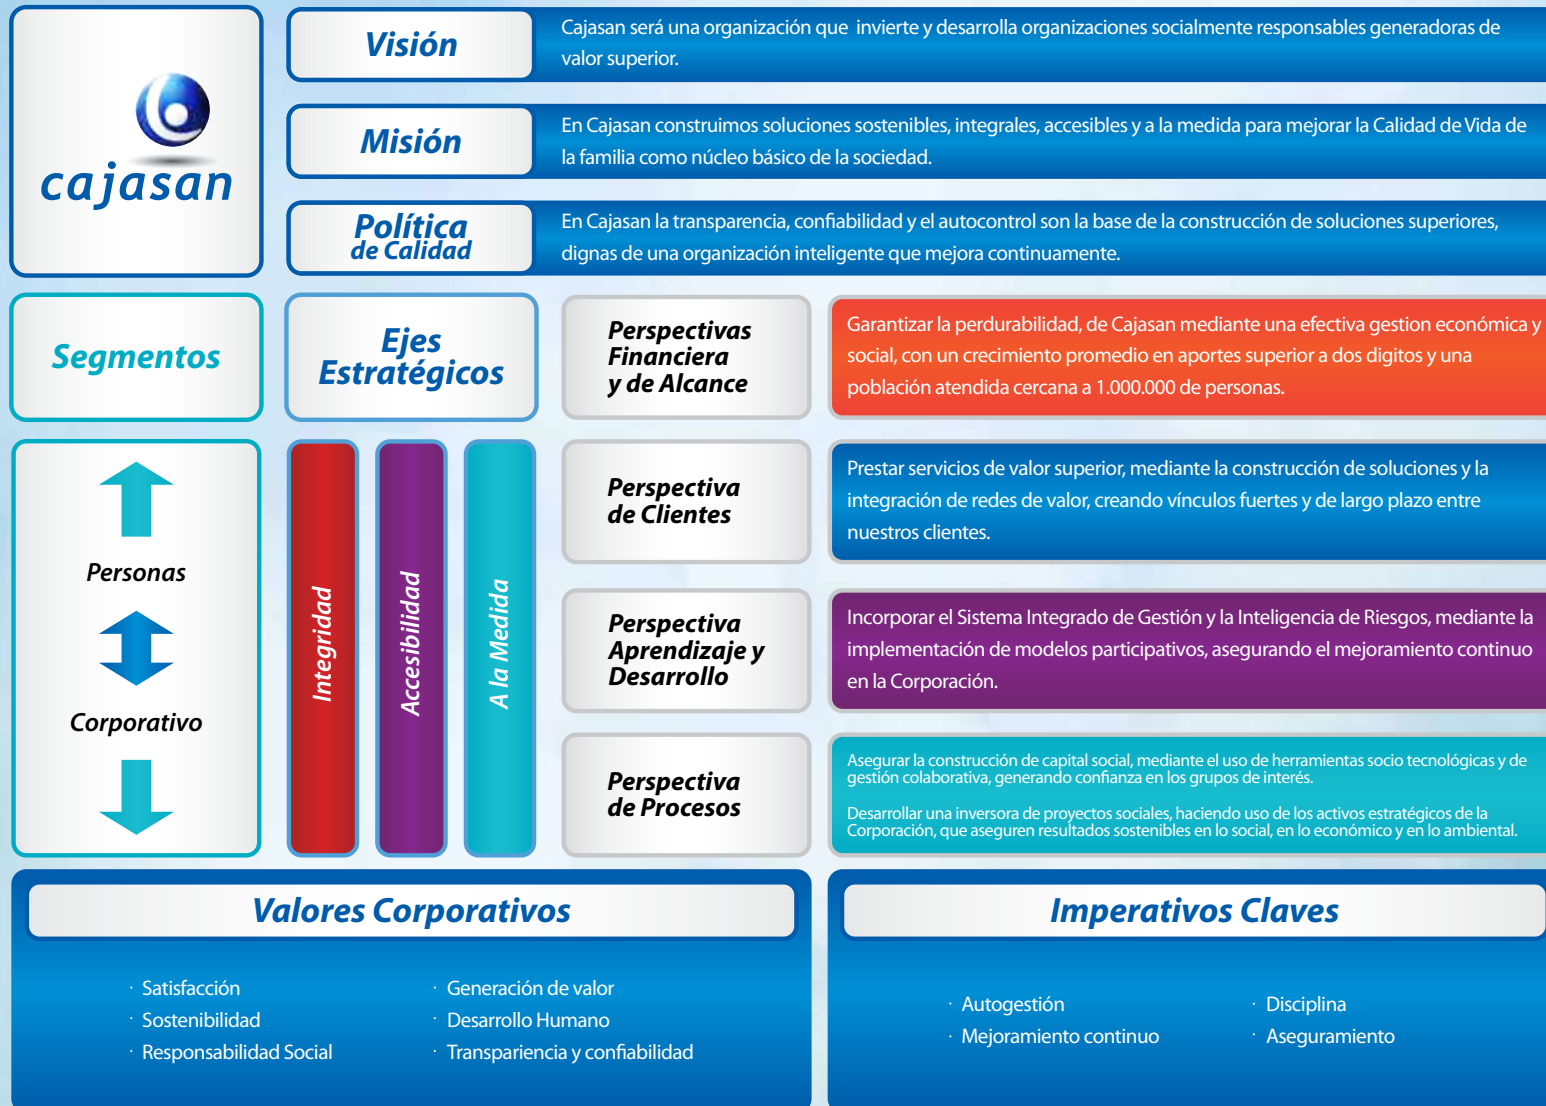 cajasan
Visión
Cajasan será una organización que invierte y desarrolla organizaciones socialmente responsables generadoras de
valor superior.
Misión
En Cajasan construimos soluciones sostenibles, integrales, accesibles y a la medida para mejorar la Calidad de Vida de
la familia como núcleo básico de la sociedad.
Política
de Calidad
En Cajasan la transparencia, confiabilidad y el autocontrol son la base de la construcción de soluciones superiores,
dignas de una organización inteligente que mejora continuamente.
Segmentos
Ejes
Estratégicos
Perspectivas
Financiera
y de Alcance
Garantizar la perdurabilidad, de Cajasan mediante una efectiva gestion económica y
social, con un crecimiento promedio en aportes superior a dos digitos y una
población atendida cercana a 1.000.000 de personas.
Personas
Corporativo
Integridad
Accesibilidad
A la Medida
Perspectiva
de Clientes
Prestar servicios de valor superior, mediante la construcción de soluciones y la
integración de redes de valor, creando vínculos fuertes y de largo plazo entre
nuestros clientes.
Perspectiva
Aprendizaje y
Desarrollo
Incorporar el Sistema Integrado de Gestión y la Inteligencia de Riesgos, mediante la
implementación de modelos participativos, asegurando el mejoramiento continuo
en la Corporación.
Perspectiva
de Procesos
Asegurar la construcción de capital social, mediante el uso de herramientas socio tecnológicas y de
gestión colaborativa, generando confianza en los grupos de interés.
Desarrollar una inversora de proyectos sociales, haciendo uso de los activos estratégicos de la
Corporación, que aseguren resultados sostenibles en lo social, en lo económico y en lo ambiental.
Valores Corporativos
· Satisfacción
· Sostenibilidad
· Responsabilidad Social
· Generación de valor
· Desarrollo Humano
· Transpariencia y confiabilidad
Imperativos Claves
· Autogestión
· Mejoramiento continuo
· Disciplina
· Aseguramiento